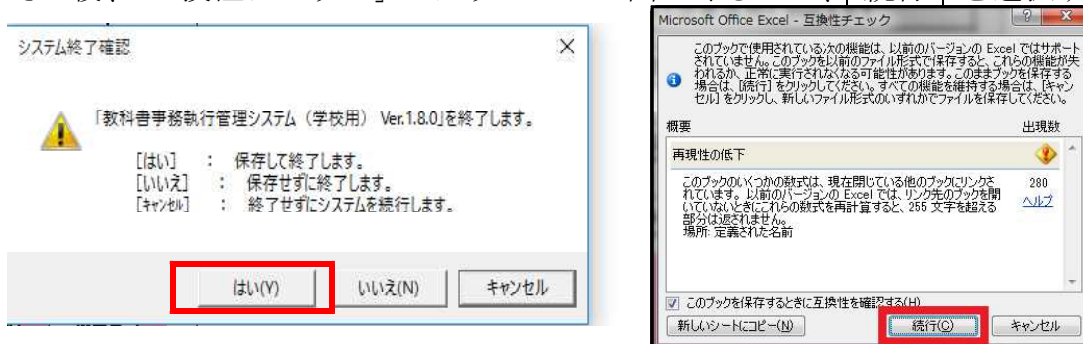 システム終了確認
「教科書事務執行管理システム（学校用） Ver.1.8.0」を終了します。
［はい］ ： 保存して終了します。
［いいえ］ ： 保存せずに終了します。
［ｷｬﾝｾﾙ］ ： 終了せずにシステムを続行します。
はい(Y)
いいえ(N)
キャンセル
Microsoft Office Excel - 互換性チェック
このブックで使用されている次の機能は、以前のバージョンの Excel ではサポート
されていません。このブックを以前のファイル形式で保存すると、これらの機能が失
われるか、正常に実行されなくなる可能性があります。このままブックを保存する
場合は、[続行] をクリックしてください。すべての機能を維持する場合は、[キャン
セル] をクリックし、新しいファイル形式のいずれかでファイルを保存してください。
概要 出現数
再現性の低下
このブックのいくつかの数式は、現在閉じている他のブックにリンクさ 280
れています。以前のバージョンの Excel では、リンク先のブックを開 ヘルプ
いていないときにこれらの数式を再計算すると、255 文字を超える
部分は返されません。
場所: 定義された名前
このブックを保存するときに互換性を確認する(H)
新しいシートにコピー(N)
続行(C)
キャンセル